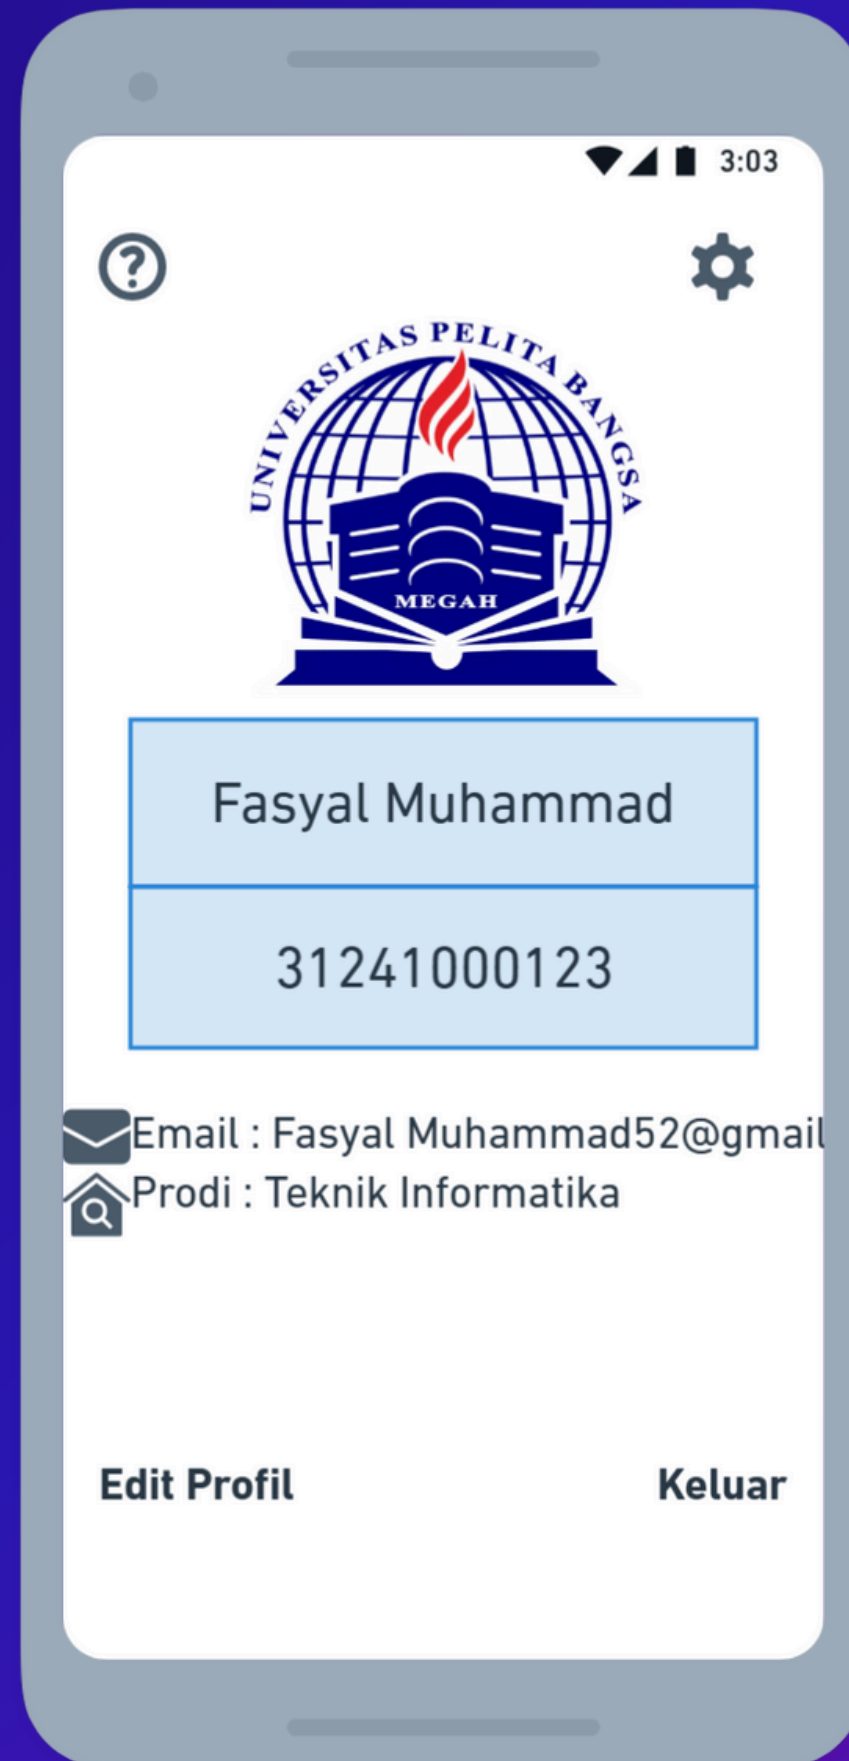 3:03
UNIVERSITAS PELITA BANGSA
MEGAH
Fasyal Muhammad
31241000123
Email : Fasyal Muhammad52@gmail
Prodi : Teknik Informatika
Edit Profil
Keluar